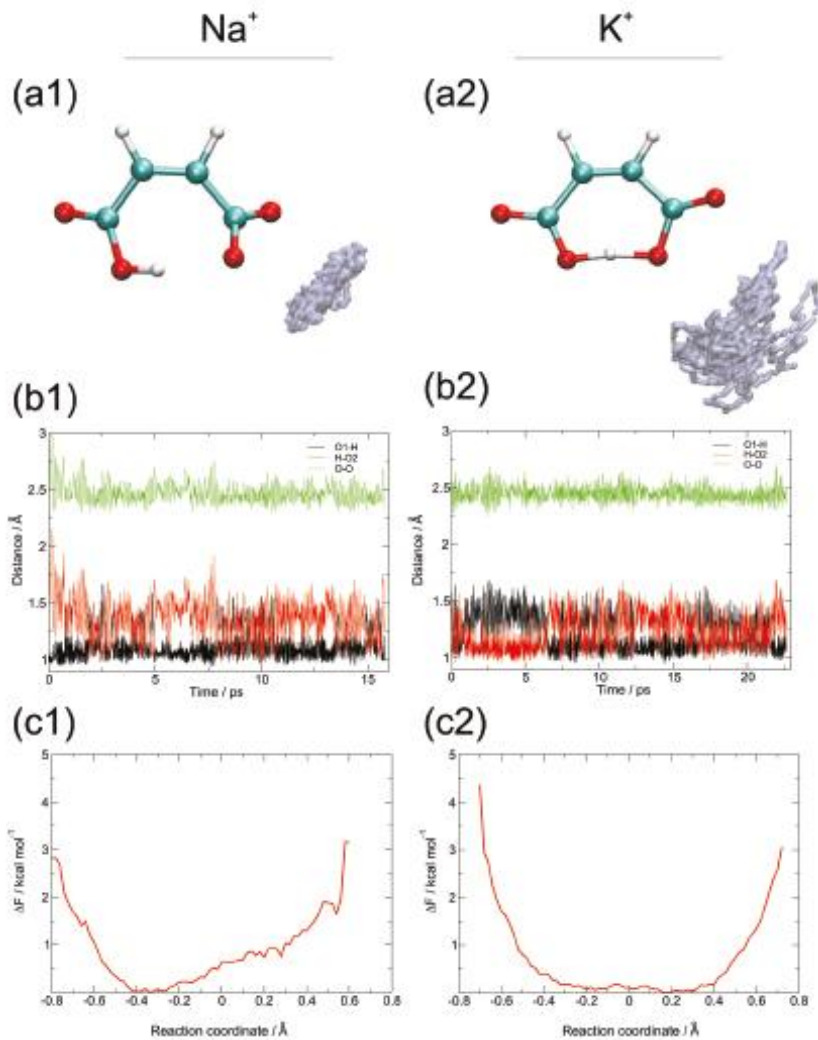 Na+
K+
(a1)
(a2)
(b1)
(b2)
O1-H
H-O2
O-O
O1-H
H-O2
O-O
3
2.5
2
1.5
1
Distance / Å
0
5
10
15
Time / ps
3
2.5
2
1.5
1
Distance / Å
0
5
10
15
20
Time / ps
(c1)
(c2)
5
4
3
2
1
ΔF / kcal mol-1
-0.8
-0.6
-0.4
-0.2
0
0.2
0.4
0.6
0.8
Reaction coordinate / Å
5
4
3
2
1
ΔF / kcal mol-1
-0.8
-0.6
-0.4
-0.2
0
0.2
0.4
0.6
0.8
Reaction coordinate / Å